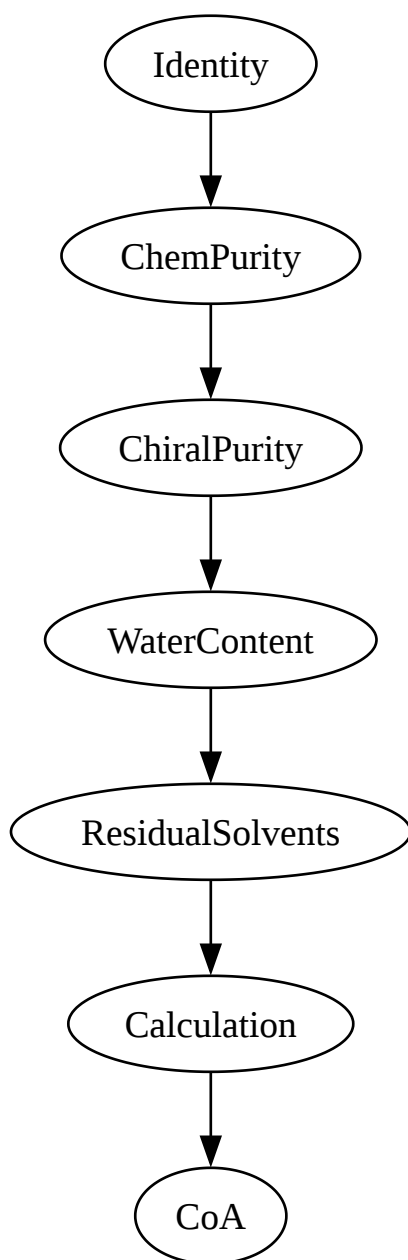 Identity
ChemPurity
ChiralPurity
WaterContent
ResidualSolvents
Calculation
CoA